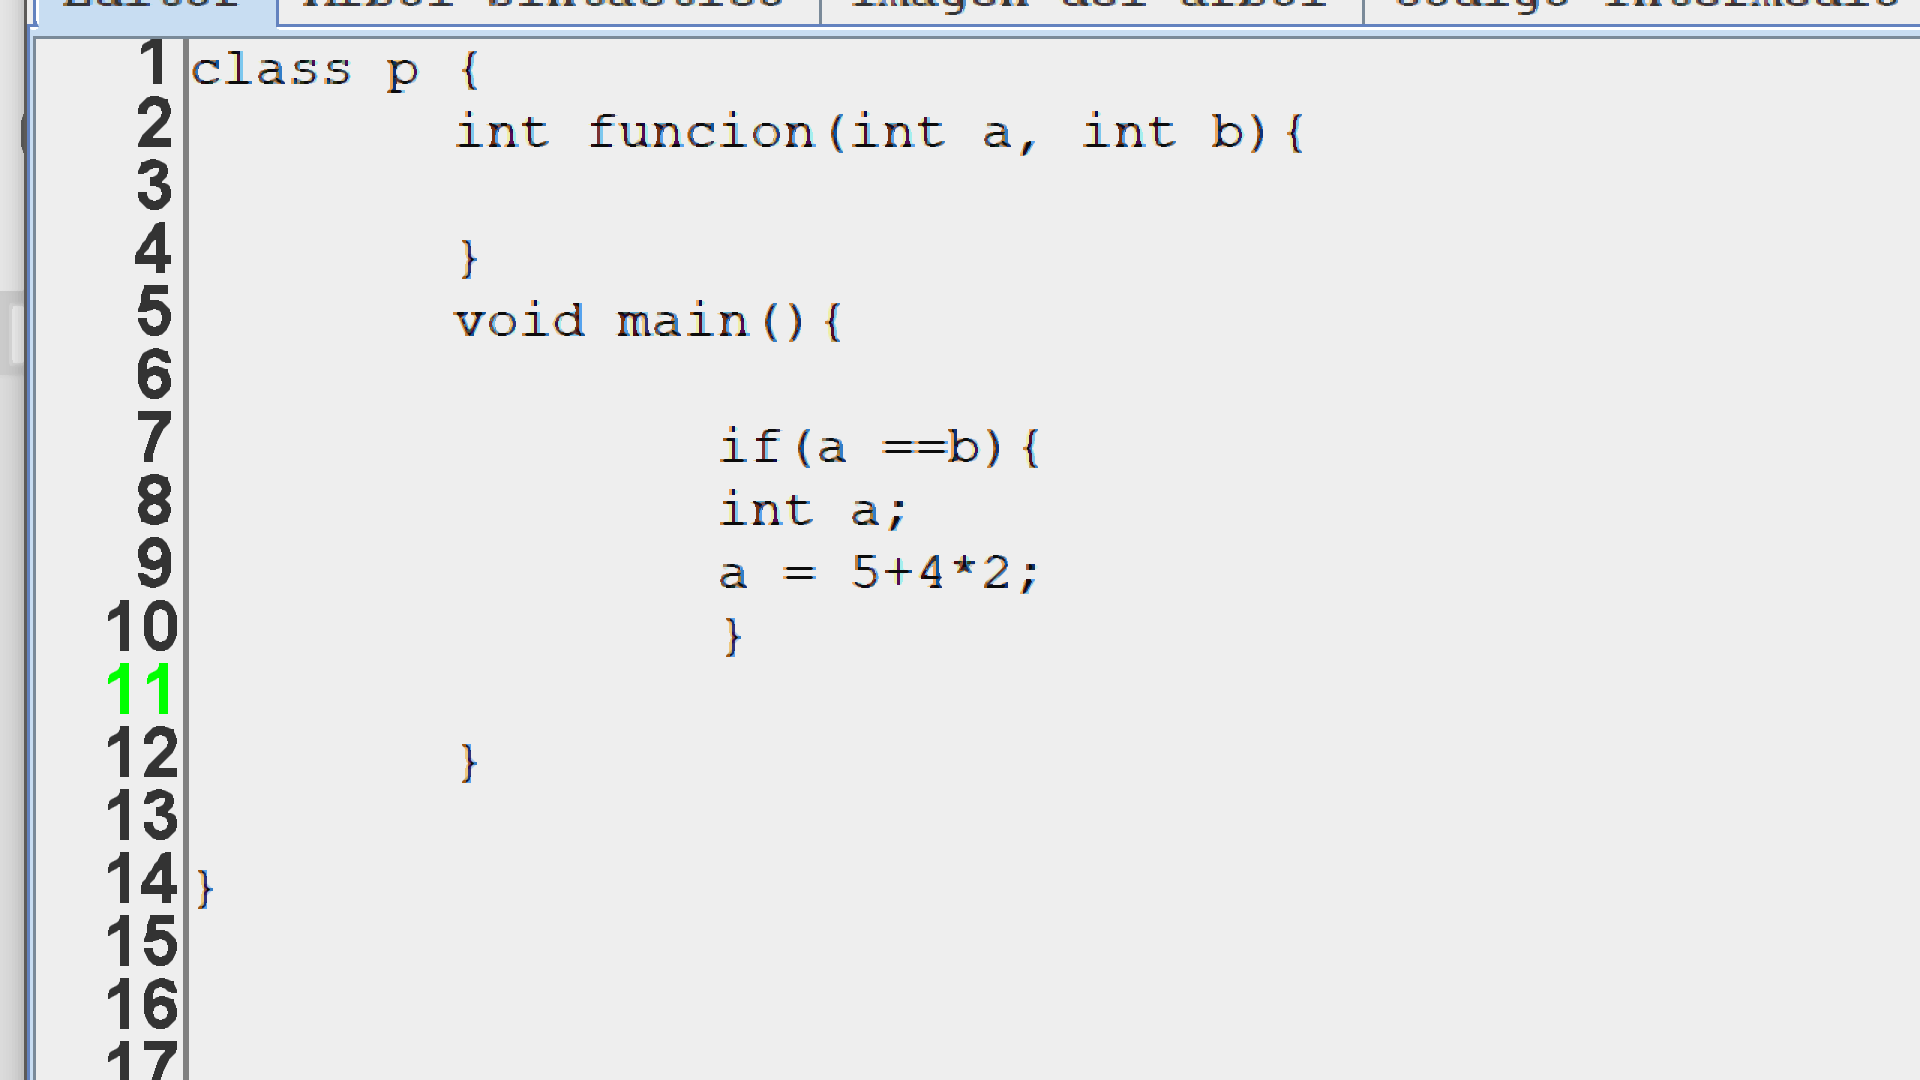 1 class p {
2 int funcion(int a, int b){
3
4 }
5 void main(){
6
7 if(a ==b){
8 int a;
9 a = 5+4*2;
10 }
11
12 }
13
14 }
15
16
17